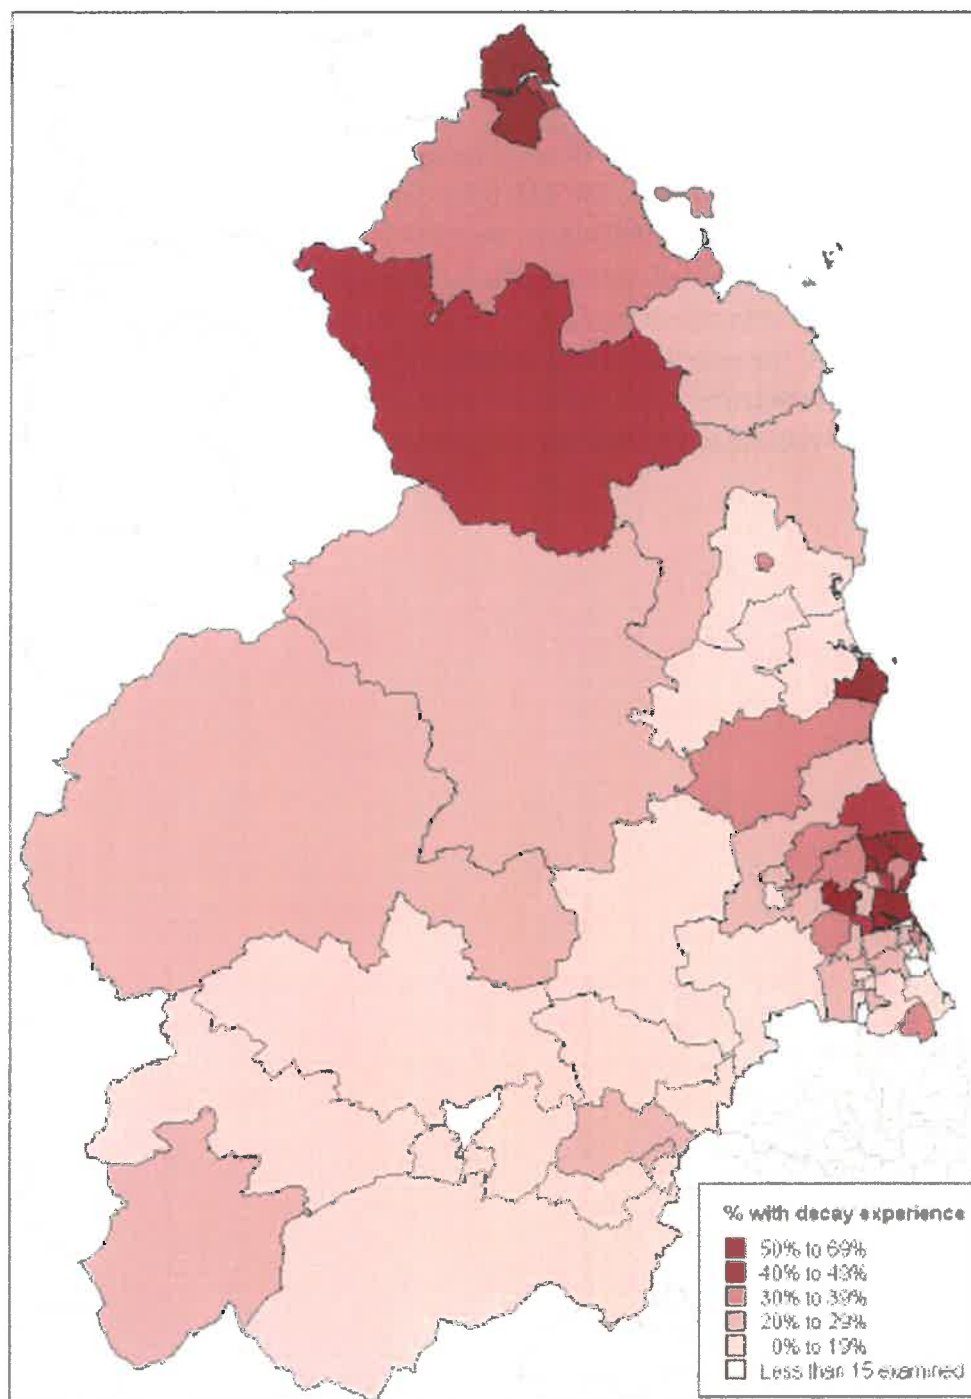 % with decay experience
50% to 69%
40% to 49%
30% to 39%
20% to 29%
0% to 19%
Less than 15 examined